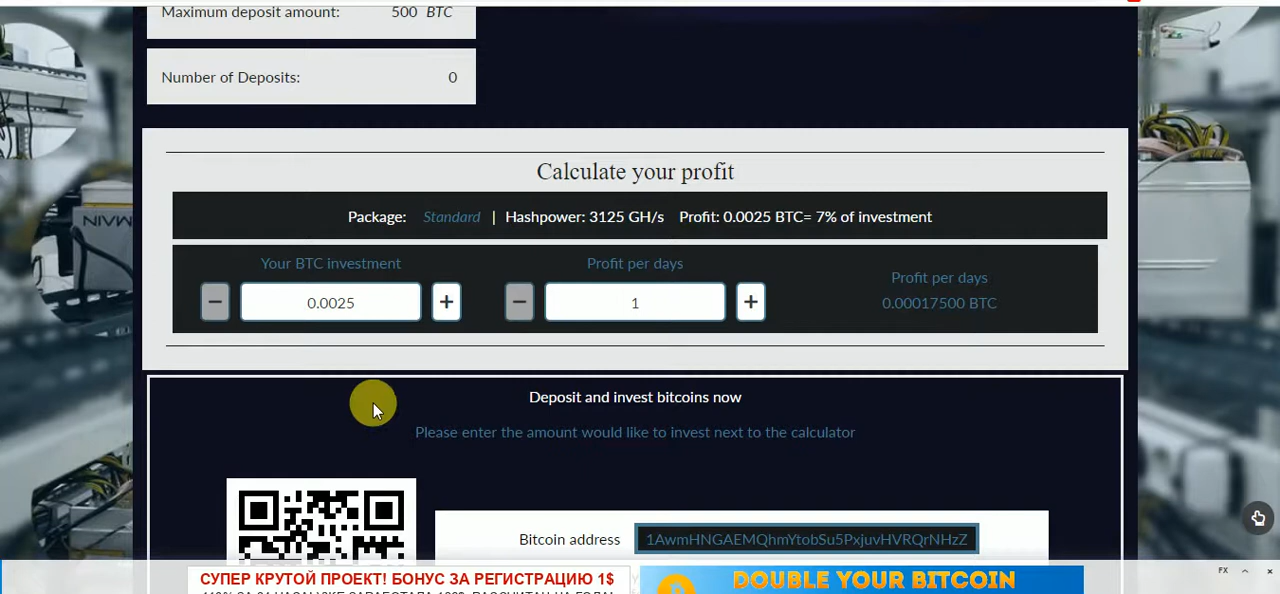 Maximum deposit amount: 500 BTC
Number of Deposits: 0
Calculate your profit
Package: Standard | Hashpower: 3125 GH/s Profit: 0.0025 BTC= 7% of investment
Your BTC investment
Profit per days
Profit per days
− 0.0025 +
− 1 +
0.00017500 BTC
Deposit and invest bitcoins now
Please enter the amount would like to invest next to the calculator
Bitcoin address 1AwmHNGAEMQhmYtobSu5PxjuvHVRQrNHzZ
FX
СУПЕР КРУТОЙ ПРОЕКТ! БОНУС ЗА РЕГИСТРАЦИЮ 1$
DOUBLE YOUR BITCOIN